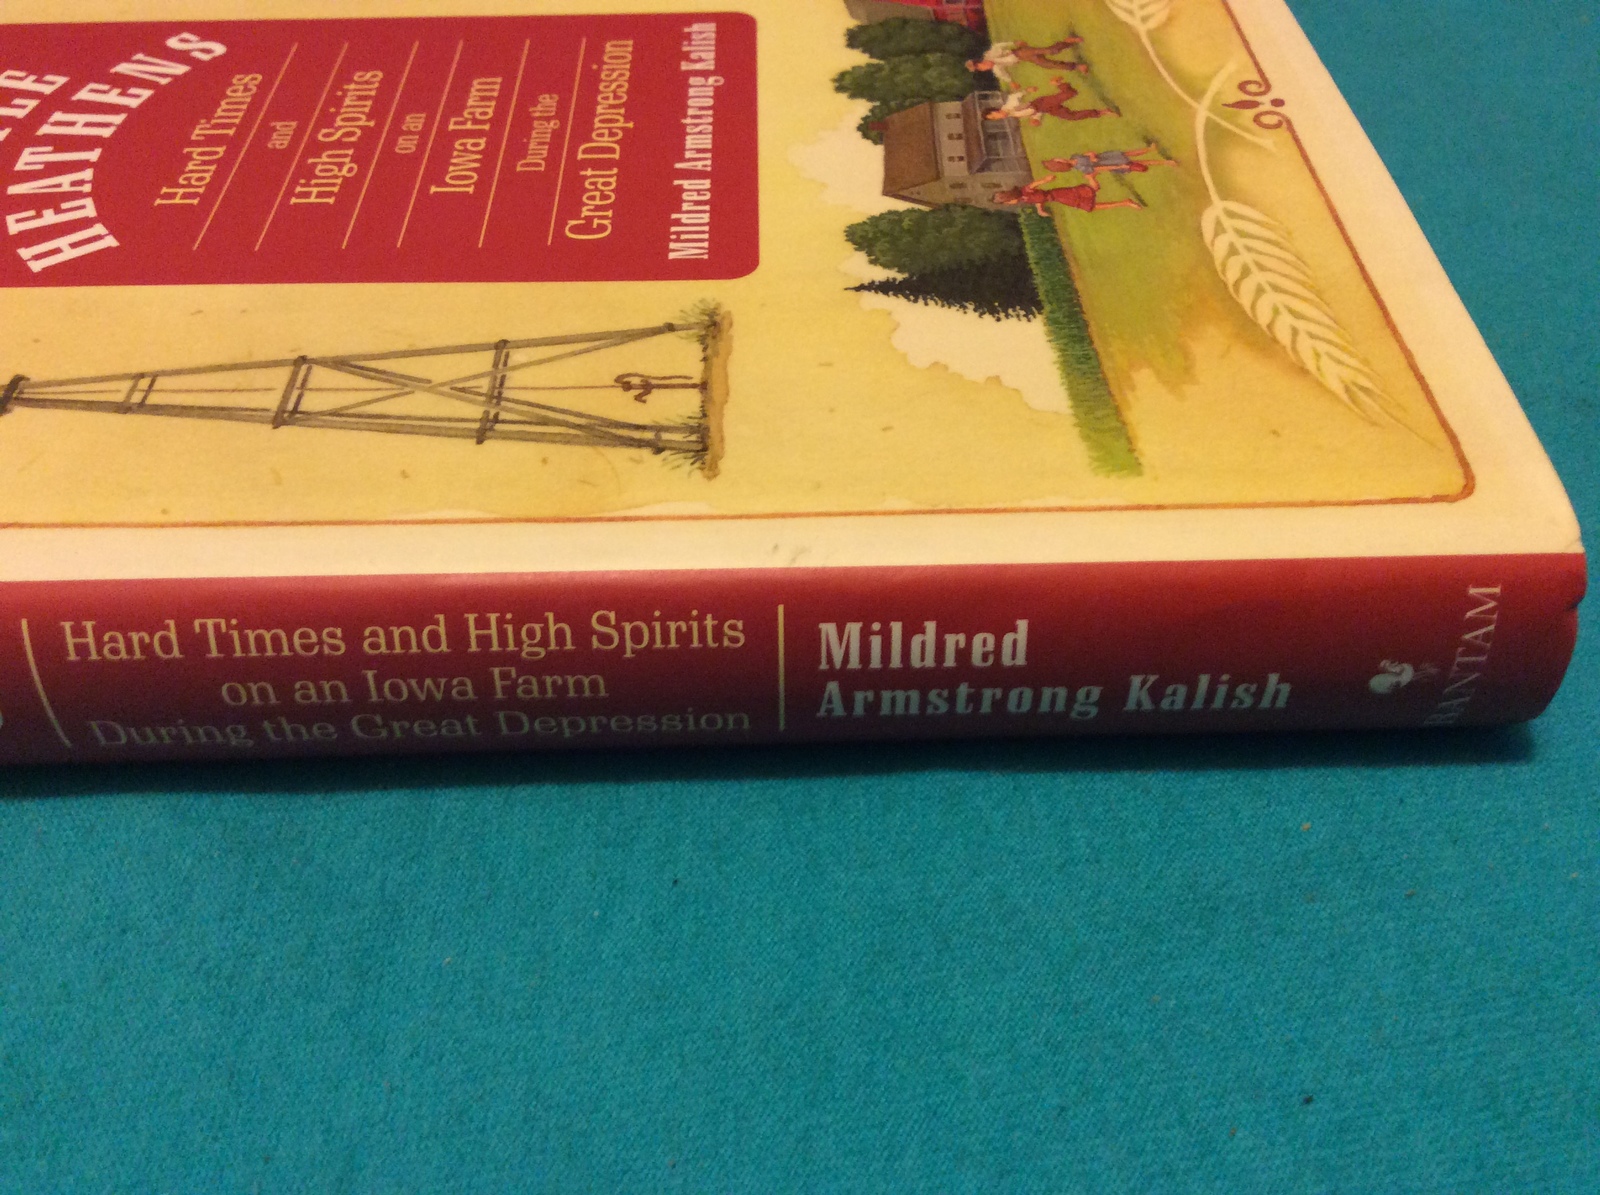 HEATHENS
Hard Times
and
High Spirits
on an
Iowa Farm
During the
Great Depression
Mildred Armstrong Kalish
Hard Times and High Spirits
on an Iowa Farm
During the Great Depression
Mildred
Armstrong Kalish
BANTAM